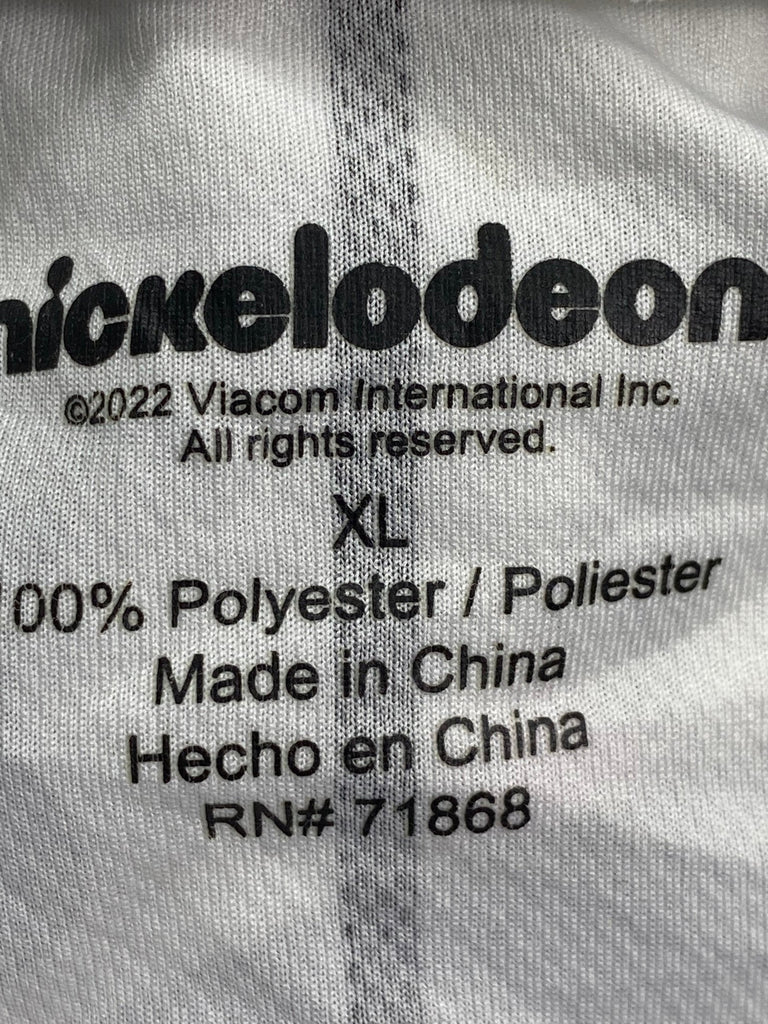 nickelodeon
©2022 Viacom International Inc.
All rights reserved.
XL
100% Polyester / Poliester
Made in China
Hecho en China
RN# 71868